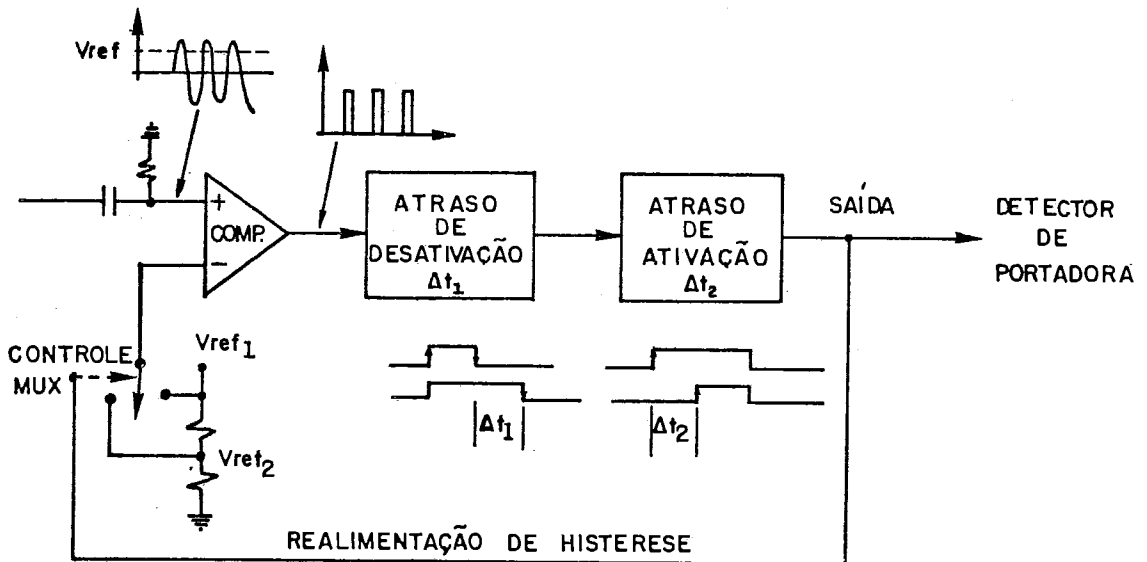 Vref
+
COMP.
−
ATRASO
DE
DESATIVAÇÃO
Δt1
ATRASO
DE
ATIVAÇÃO
Δt2
SAÍDA
DETECTOR
DE
PORTADORA
CONTROLE
MUX
Vref1
Vret2
Δt1
Δt2
REALIMENTAÇÃO DE HISTERESE